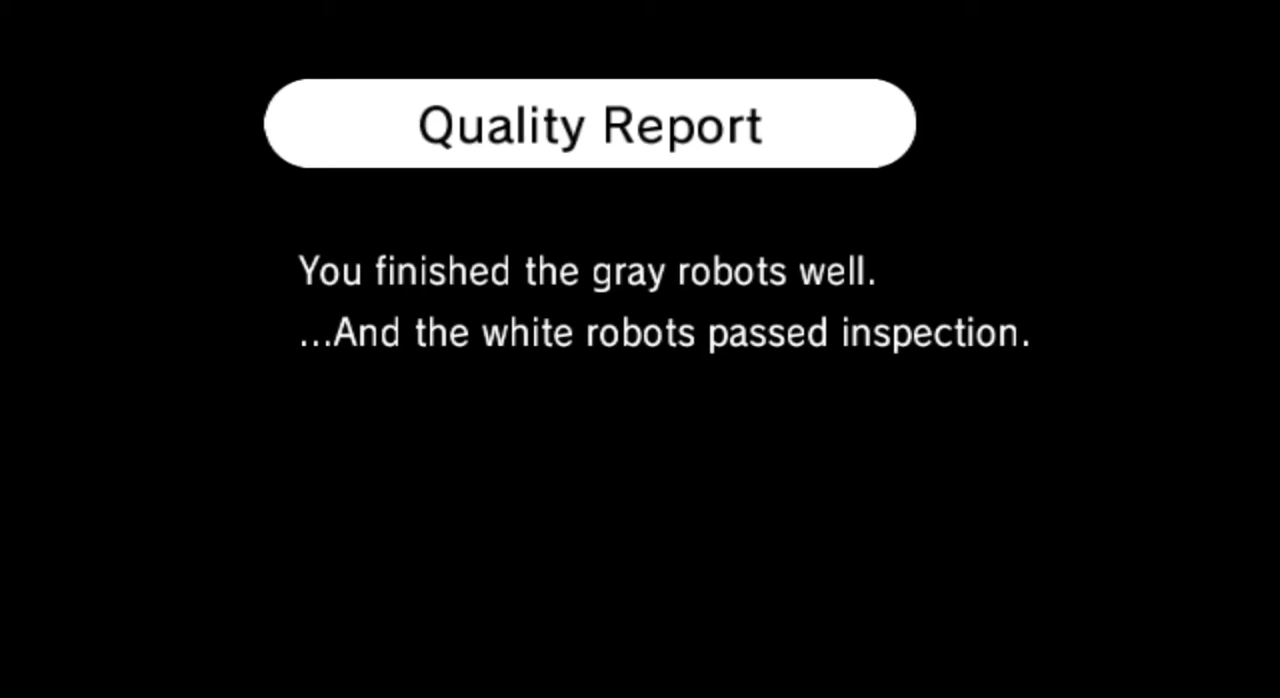 Quality Report
You finished the gray robots well.
...And the white robots passed inspection.